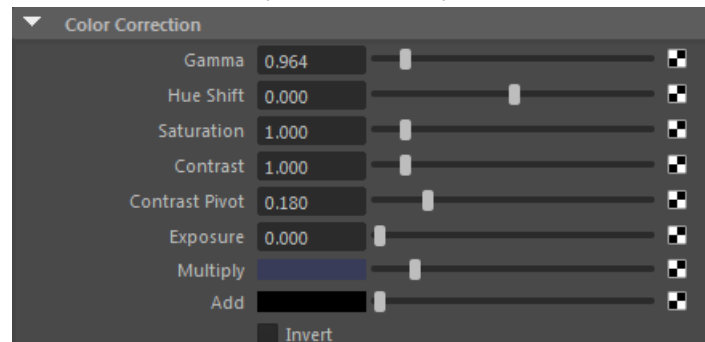 Color Correction
Gamma 0.964
Hue Shift 0.000
Saturation 1.000
Contrast 1.000
Contrast Pivot 0.180
Exposure 0.000
Multiply
Add
Invert